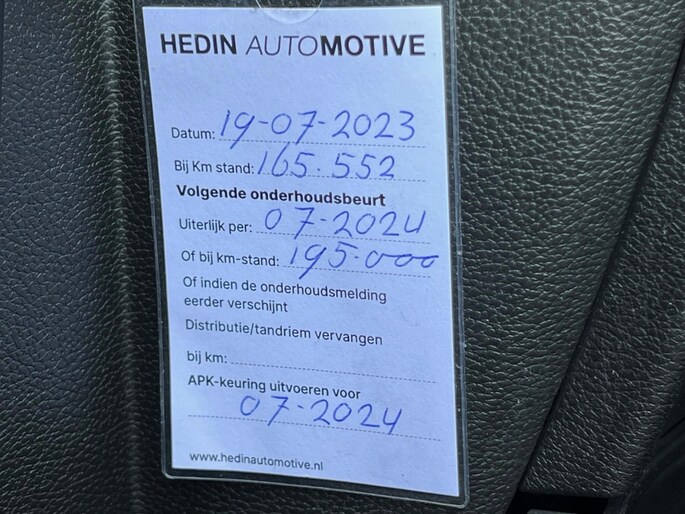 HEDIN AUTOMOTIVE
Datum: 19-07-2023
Bij Km stand: 165.552
Volgende onderhoudsbeurt
Uiterlijk per: 07-2024
Of bij km-stand: 195.000
Of indien de onderhoudsmelding
eerder verschijnt
Distributie/tandriem vervangen
bij km:
APK-keuring uitvoeren voor
07-2024
www.hedinautomotive.nl